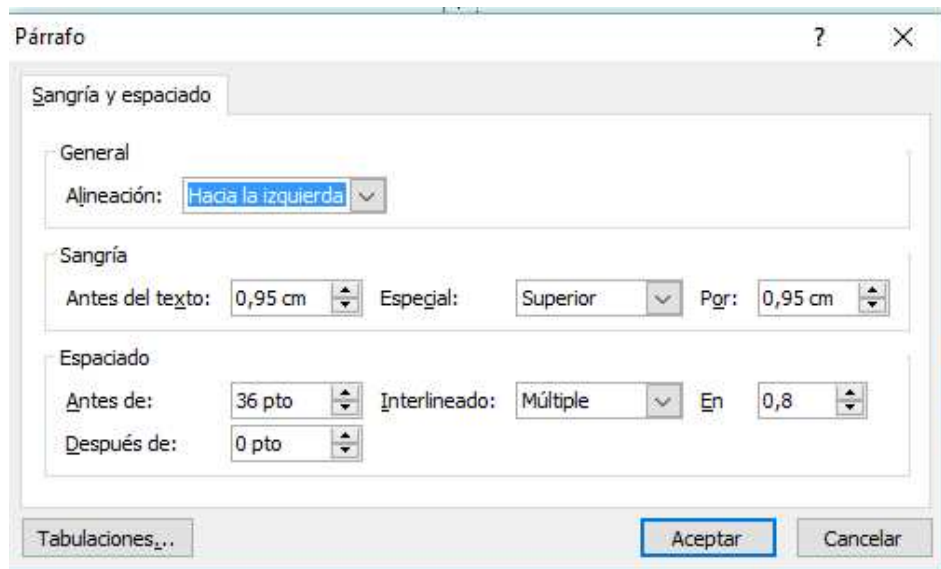 Párrafo ?
Sangría y espaciado
General
Alineación: Hacia la izquierda
Sangría
Antes del texto: 0,95 cm Especial: Superior Por: 0,95 cm
Espaciado
Antes de: 36 pto Interlineado: Múltiple En 0,8
Después de: 0 pto
Tabulaciones... Aceptar Cancelar